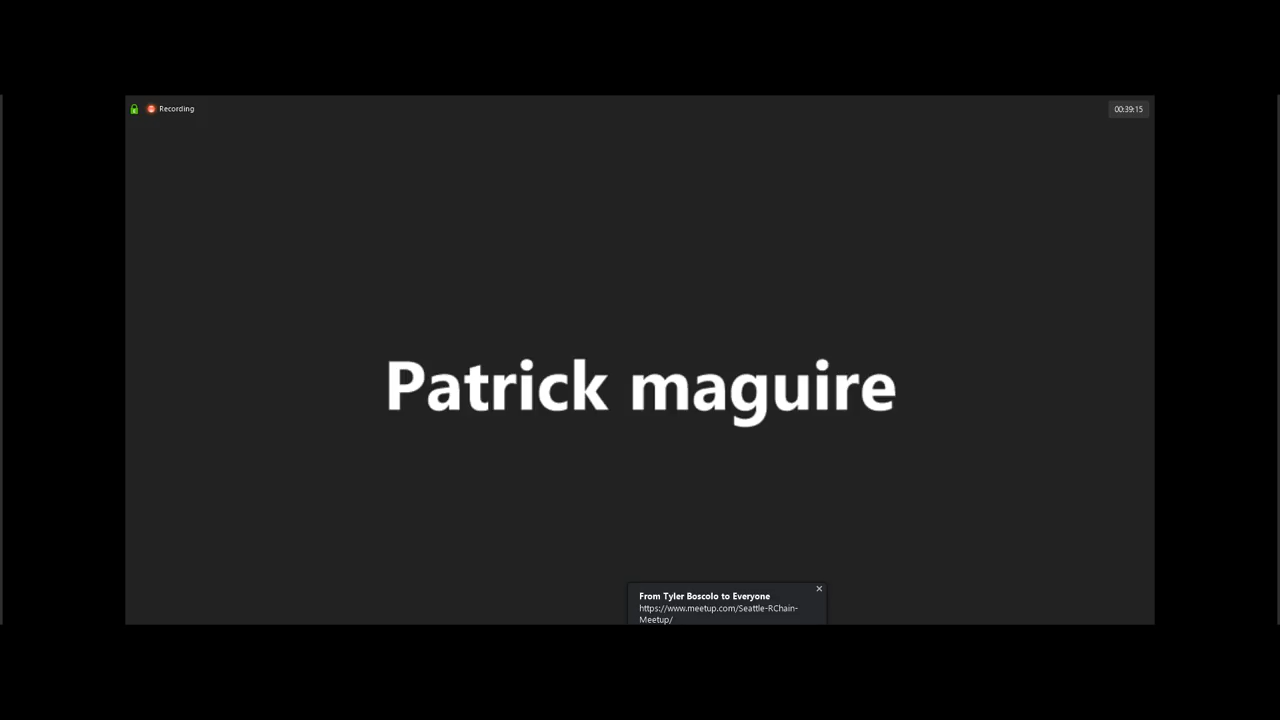 Recording
00:39:15
Patrick maguire
From Tyler Boscolo to Everyone
https://www.meetup.com/Seattle-RChain-
Meetup/